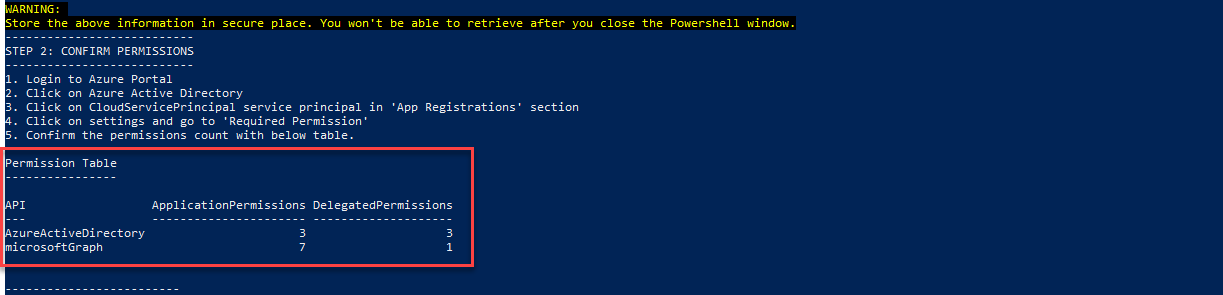 WARNING:
Store the above information in secure place. You won't be able to retrieve after you close the Powershell window.
---------------------------
STEP 2: CONFIRM PERMISSIONS
---------------------------
1. Login to Azure Portal
2. Click on Azure Active Directory
3. Click on CloudServicePrincipal service principal in 'App Registrations' section
4. Click on settings and go to 'Required Permission'
5. Confirm the permissions count with below table.
Permission Table
----------------
API                  ApplicationPermissions DelegatedPermissions
---                  ---------------------- --------------------
AzureActiveDirectory                      3                    3
microsoftGraph                            7                    1
-------------------------